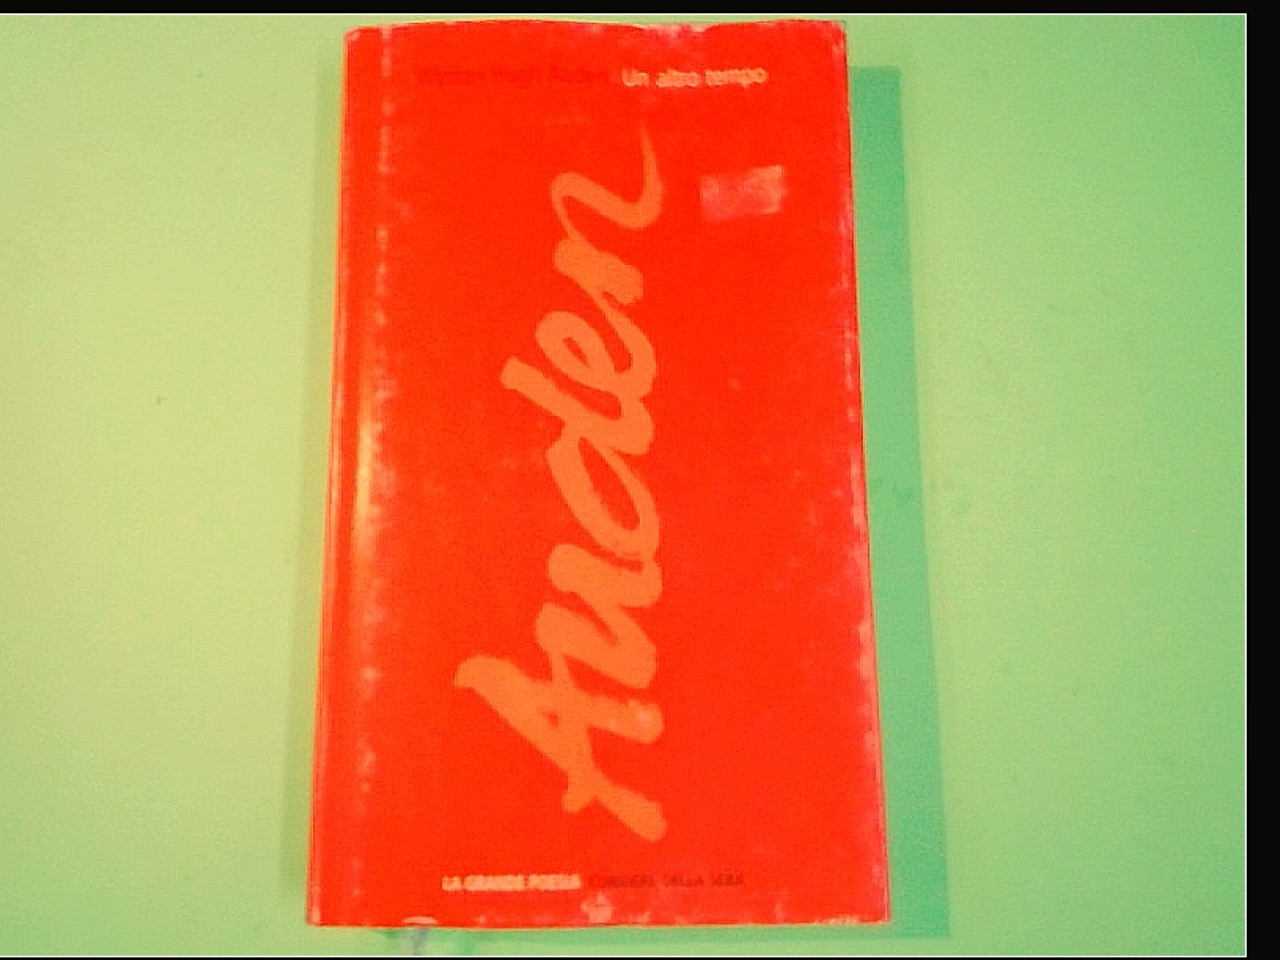 Wystan Hugh Auden Un altro tempo
Auden
LA GRANDE POESIA CORRIERE DELLA SERA